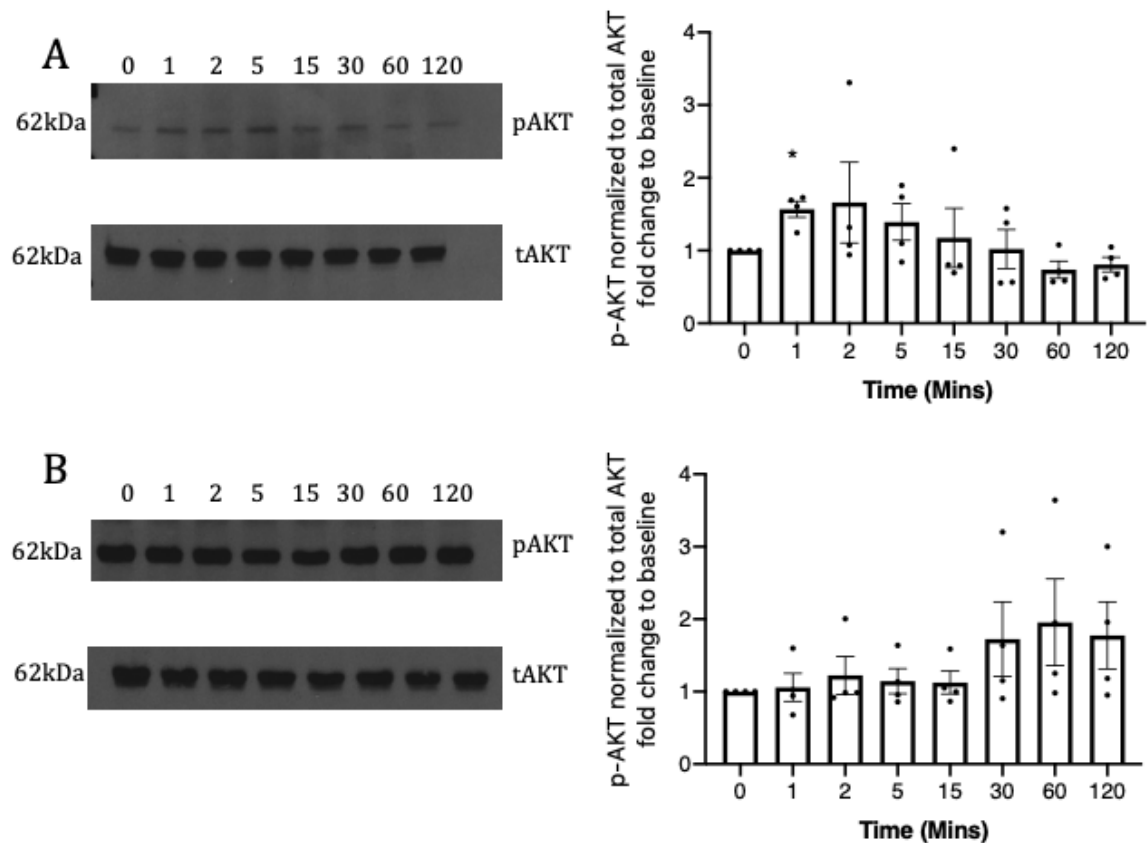 A
0 1 2 5 15 30 60 120
62kDa
pAKT
tAKT
p-AKT normalized to total AKT
fold change to baseline
4
3
2
1
0
*
0 1 2 5 15 30 60 120
Time (Mins)
B
0 1 2 5 15 30 60 120
62kDa
pAKT
62kDa
tAKT
p-AKT normalized to total AKT
fold change to baseline
4
3
2
1
0
0 1 2 5 15 30 60 120
Time (Mins)